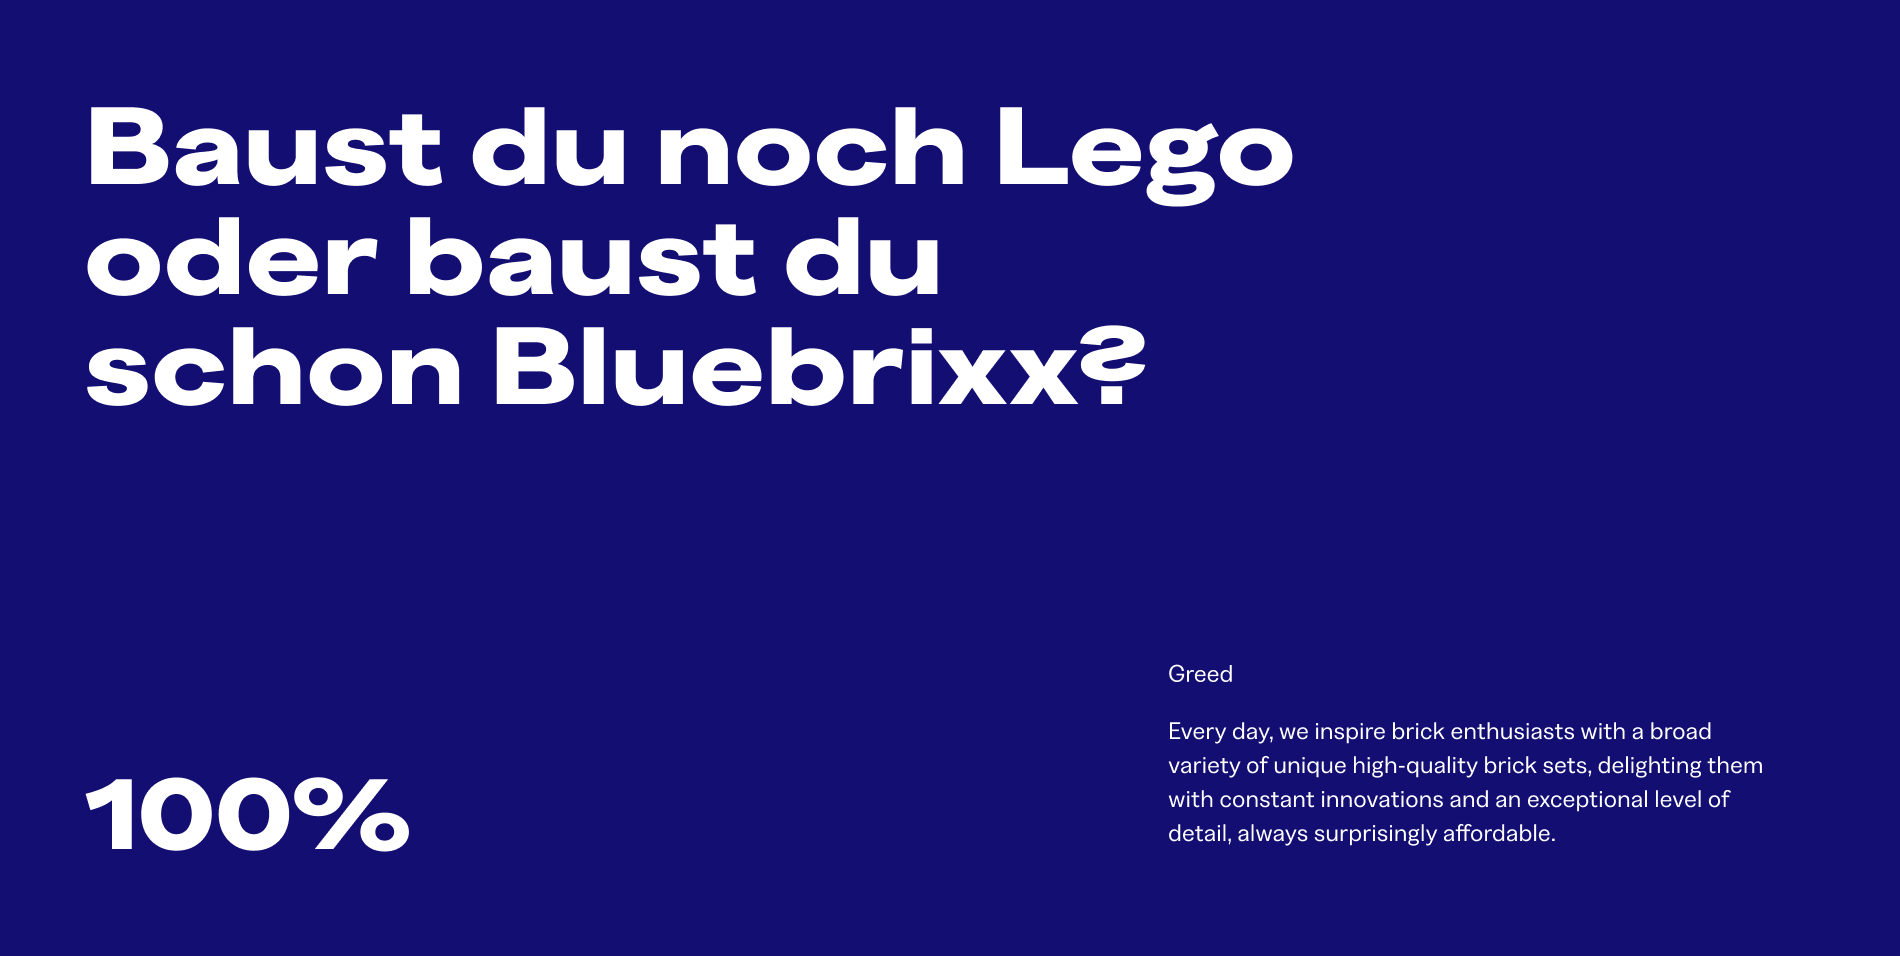 Baust du noch Lego
oder baust du
schon Bluebrixx?
100%
Greed
Every day, we inspire brick enthusiasts with a broad
variety of unique high-quality brick sets, delighting them
with constant innovations and an exceptional level of
detail, always surprisingly affordable.